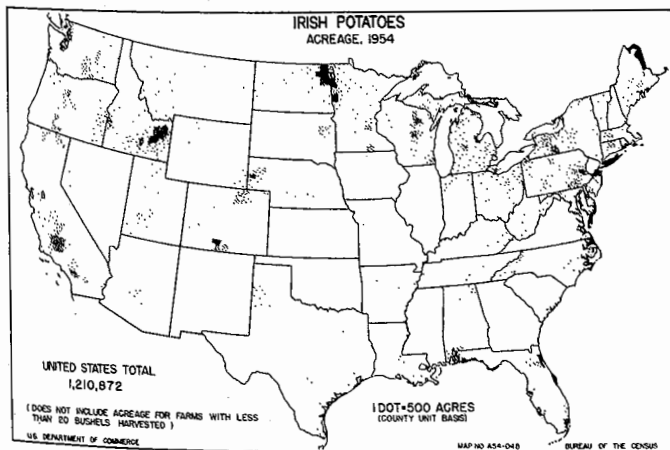 IRISH POTATOES
ACREAGE, 1954
UNITED STATES TOTAL
1,210,872
(DOES NOT INCLUDE ACREAGE FOR FARMS WITH LESS
THAN 20 BUSHELS HARVESTED)
1 DOT=500 ACRES
(COUNTY UNIT BASIS)
U.S. DEPARTMENT OF COMMERCE
MAP NO A54-048
BUREAU OF THE CENSUS